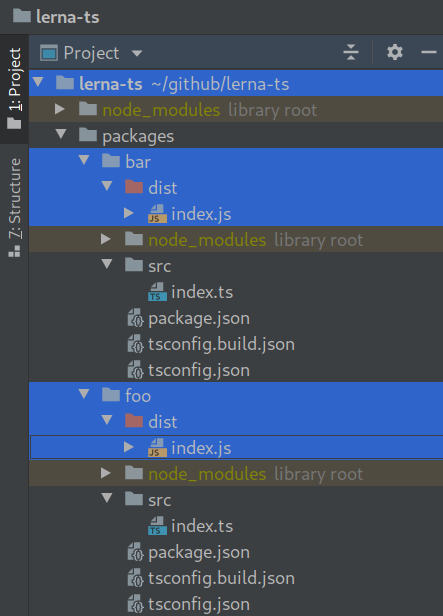 lerna-ts
Project
1: Project
Z: Structure
lerna-ts ~/github/lerna-ts
node_modules library root
packages
bar
dist
JS index.js
node_modules library root
src
TS index.ts
package.json
tsconfig.build.json
tsconfig.json
foo
dist
JS index.js
node_modules library root
src
TS index.ts
package.json
tsconfig.build.json
tsconfig.json